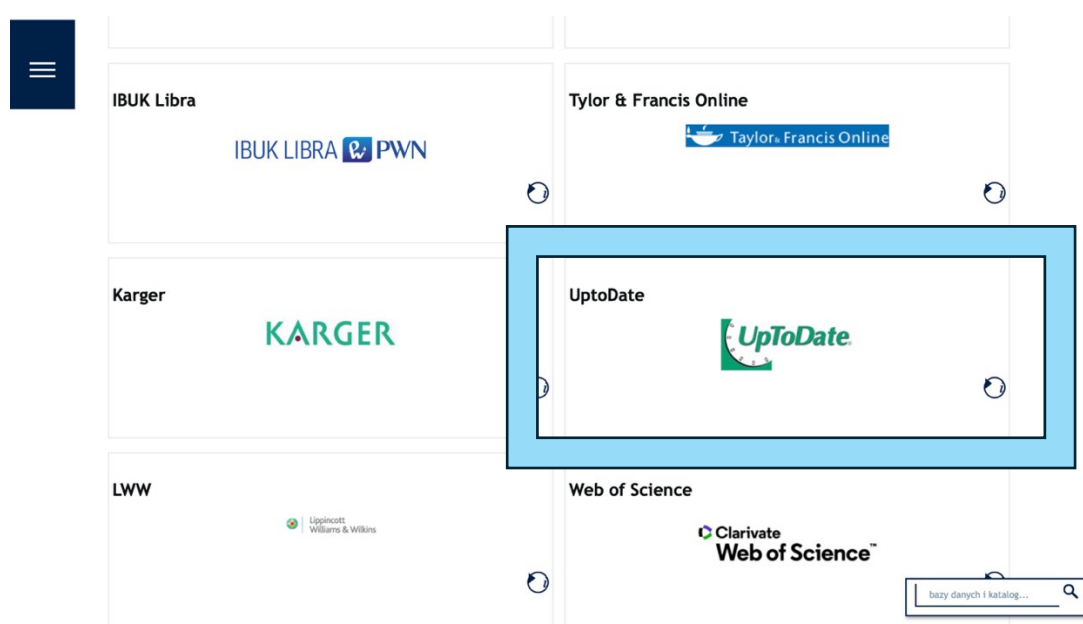 IBUK Libra
IBUK LIBRA PWN
Tylor & Francis Online
Taylor & Francis Online
Karger
KARGER
UptoDate
UpToDate®
LWW
Lippincott
Williams & Wilkins
Web of Science
Clarivate
Web of Science™
bazy danych i katalog...